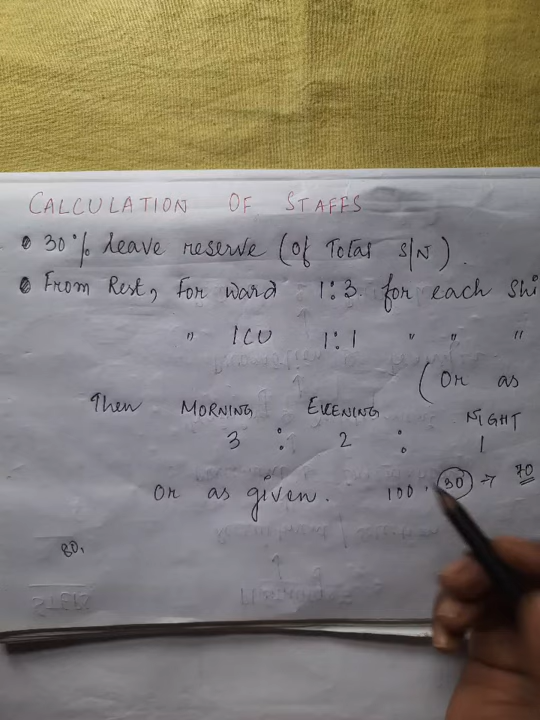 CALCULATION OF STAFFS
• 30% leave reserve (Of Total S/N).
• From Rest, For Ward 1:3. for each Shi
" ICU 1:1 " " "
(Or as
Then MORNING EVENING NIGHT
3 : 2 : 1
Or as given. 100. 30 → 70
80.
STEPS